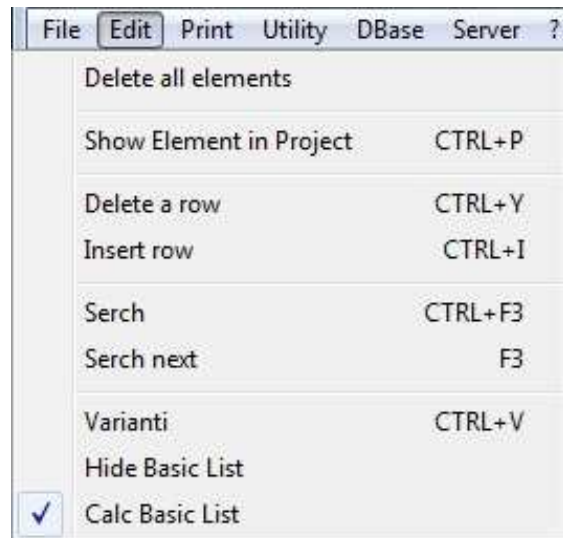 File Edit Print Utility DBase Server ?
Delete all elements
Show Element in Project CTRL+P
Delete a row CTRL+Y
Insert row CTRL+I
Serch CTRL+F3
Serch next F3
Varianti CTRL+V
Hide Basic List
Calc Basic List